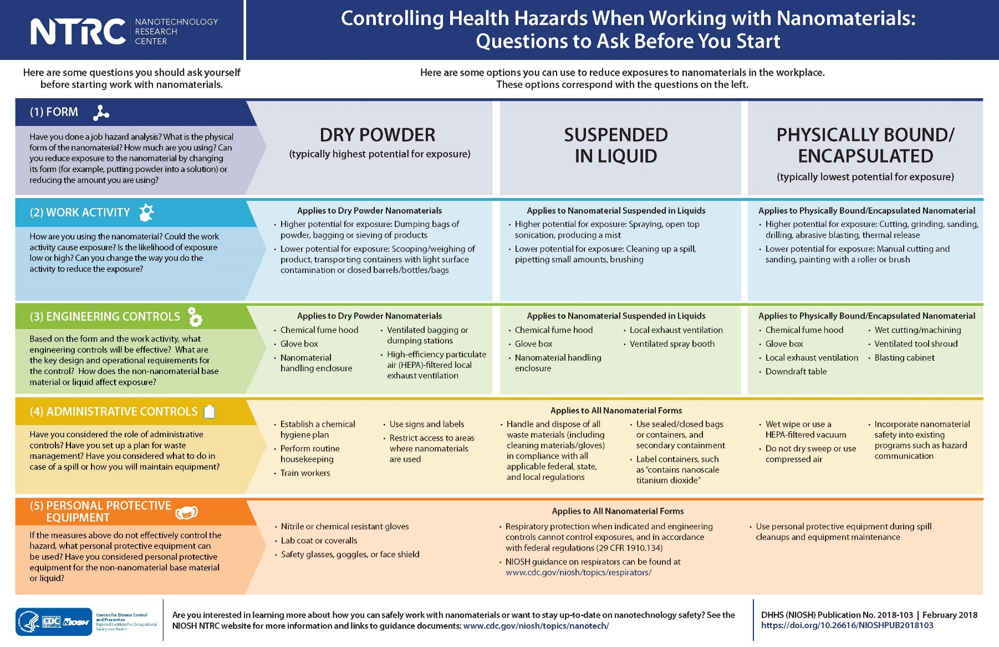 NTRC
NANOTECHNOLOGY
RESEARCH
CENTER
Controlling Health Hazards When Working with Nanomaterials:
Questions to Ask Before You Start
Here are some questions you should ask yourself
before starting work with nanomaterials.
Here are some options you can use to reduce exposures to nanomaterials in the workplace.
These options correspond with the questions on the left.
(1) FORM
Have you done a job hazard analysis? What is the physical
form of the nanomaterial? How much are you using? Can
you reduce exposure to the nanomaterial by changing
its form (for example, putting powder into a solution) or
reducing the amount you are using?
DRY POWDER
(typically highest potential for exposure)
SUSPENDED
IN LIQUID
PHYSICALLY BOUND/
ENCAPSULATED
(typically lowest potential for exposure)
(2) WORK ACTIVITY
How are you using the nanomaterial? Could the work
activity cause exposure? Is the likelihood of exposure
low or high? Can you change the way you do the
activity to reduce the exposure?
Applies to Dry Powder Nanomaterials
• Higher potential for exposure: Dumping bags of
powder, bagging or sieving of products
• Lower potential for exposure: Scooping/weighing of
product, transporting containers with light surface
contamination or closed barrels/bottles/bags
Applies to Nanomaterial Suspended in Liquids
• Higher potential for exposure: Spraying, open top
sonication, producing a mist
• Lower potential for exposure: Cleaning up a spill,
pipetting small amounts, brushing
Applies to Physically Bound/Encapsulated Nanomaterial
• Higher potential for exposure: Cutting, grinding, sanding,
drilling, abrasive blasting, thermal release
• Lower potential for exposure: Manual cutting and
sanding, painting with a roller or brush
(3) ENGINEERING CONTROLS
Based on the form and the work activity, what
engineering controls will be effective? What are
the key design and operational requirements for
the control? How does the non-nanomaterial base
material or liquid affect exposure?
Applies to Dry Powder Nanomaterials
• Chemical fume hood
• Glove box
• Nanomaterial
handling enclosure
• Ventilated bagging or
dumping stations
• High-efficiency particulate
air (HEPA)-filtered local
exhaust ventilation
Applies to Nanomaterial Suspended in Liquids
• Chemical fume hood
• Glove box
• Nanomaterial handling
enclosure
• Local exhaust ventilation
• Ventilated spray booth
Applies to Physically Bound/Encapsulated Nanomaterial
• Chemical fume hood
• Glove box
• Local exhaust ventilation
• Downdraft table
• Wet cutting/machining
• Ventilated tool shroud
• Blasting cabinet
(4) ADMINISTRATIVE CONTROLS
Have you considered the role of administrative
controls? Have you set up a plan for waste
management? Have you considered what to do in
case of a spill or how you will maintain equipment?
Applies to All Nanomaterial Forms
• Establish a chemical
hygiene plan
• Perform routine
housekeeping
• Train workers
• Use signs and labels
• Restrict access to areas
where nanomaterials
are used
• Handle and dispose of all
waste materials (including
cleaning materials/gloves)
in compliance with all
applicable federal, state,
and local regulations
• Use sealed/closed bags
or containers, and
secondary containment
• Label containers, such
as “contains nanoscale
titanium dioxide”
• Wet wipe or use a
HEPA-filtered vacuum
• Do not dry sweep or use
compressed air
• Incorporate nanomaterial
safety into existing
programs such as hazard
communication
(5) PERSONAL PROTECTIVE
EQUIPMENT
If the measures above do not effectively control the
hazard, what personal protective equipment can
be used? Have you considered personal protective
equipment for the non-nanomaterial base material
or liquid?
Applies to All Nanomaterial Forms
• Nitrile or chemical resistant gloves
• Lab coat or coveralls
• Safety glasses, goggles, or face shield
• Respiratory protection when indicated and engineering
controls cannot control exposures, and in accordance
with federal regulations (29 CFR 1910.134)
• NIOSH guidance on respirators can be found at
www.cdc.gov/niosh/topics/respirators/
• Use personal protective equipment during spill
cleanups and equipment maintenance
CDC
NIOSH
Centers for Disease Control
and Prevention
National Institute for Occupational
Safety and Health
Are you interested in learning more about how you can safely work with nanomaterials or want to stay up-to-date on nanotechnology safety? See the
NIOSH NTRC website for more information and links to guidance documents: www.cdc.gov/niosh/topics/nanotech/
DHHS (NIOSH) Publication No. 2018-103 | February 2018
https://doi.org/10.26616/NIOSHPUB2018103